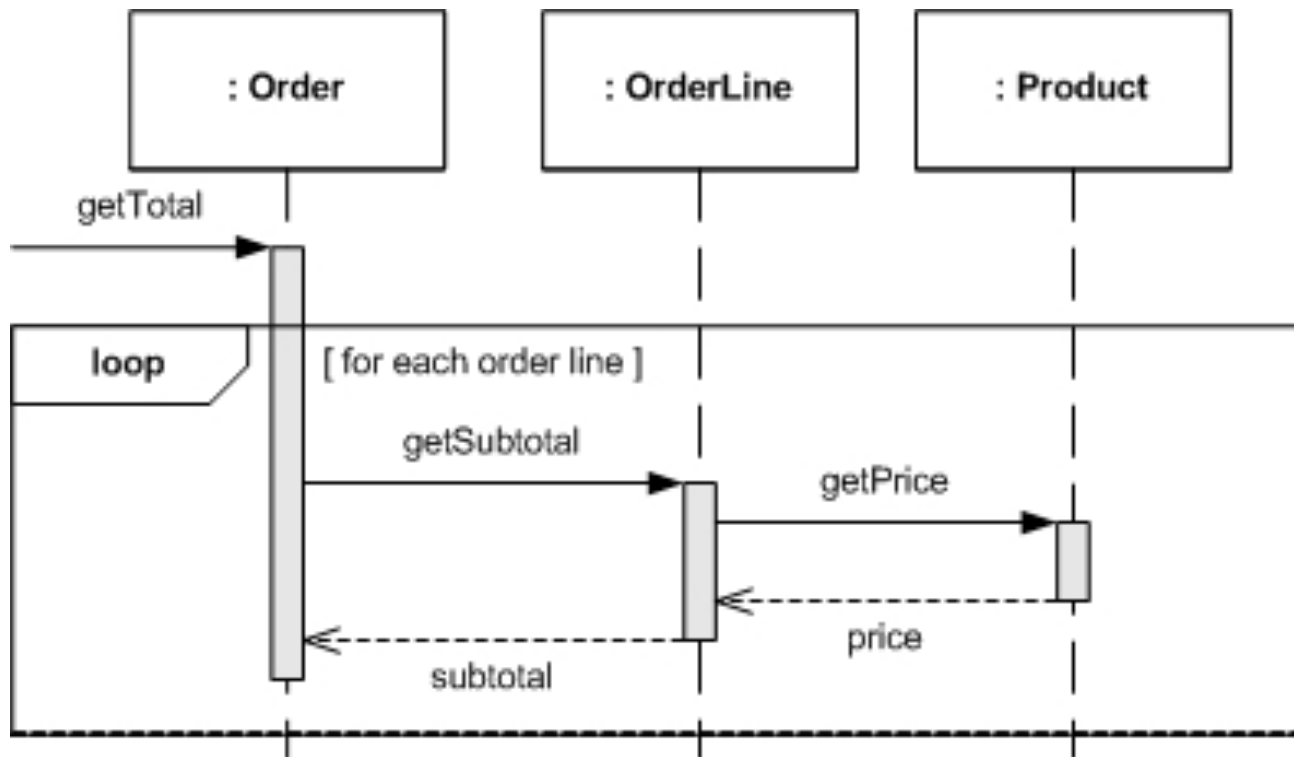 : Order
: OrderLine
: Product
getTotal
loop
[ for each order line ]
getSubtotal
getPrice
price
subtotal